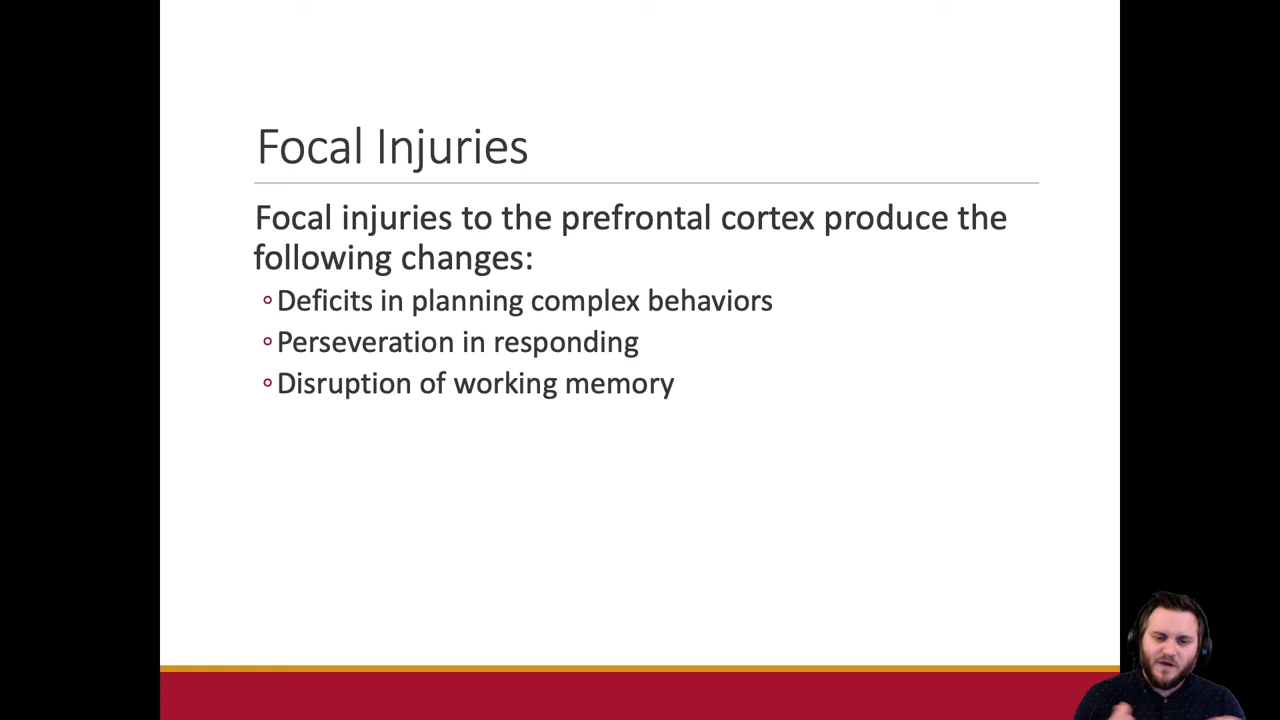 Focal Injuries
Focal injuries to the prefrontal cortex produce the
following changes:
◦Deficits in planning complex behaviors
◦Perseveration in responding
◦Disruption of working memory